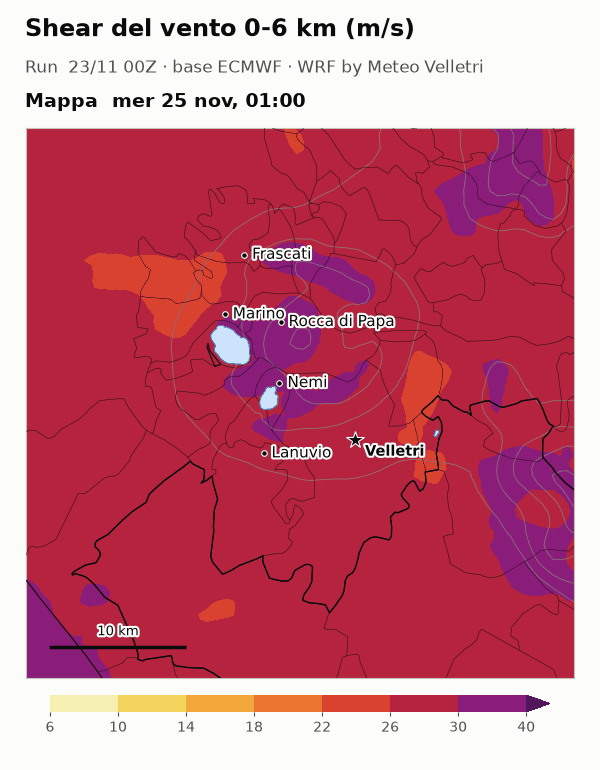 Shear del vento 0-6 km (m/s)
Run  23/11 00Z · base ECMWF · WRF by Meteo Velletri
Mappa  mer 25 nov, 01:00
Frascati
Marino
Rocca di Papa
Nemi
Velletri
Lanuvio
10 km
6 10 14 18 22 26 30 40